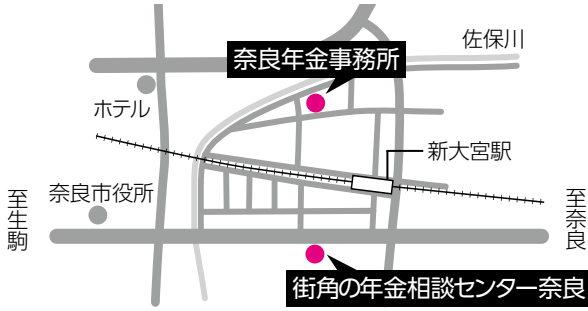 佐保川
奈良年金事務所
ホテル
新大宮駅
奈良市役所
至生駒
至奈良
街角の年金相談センター奈良